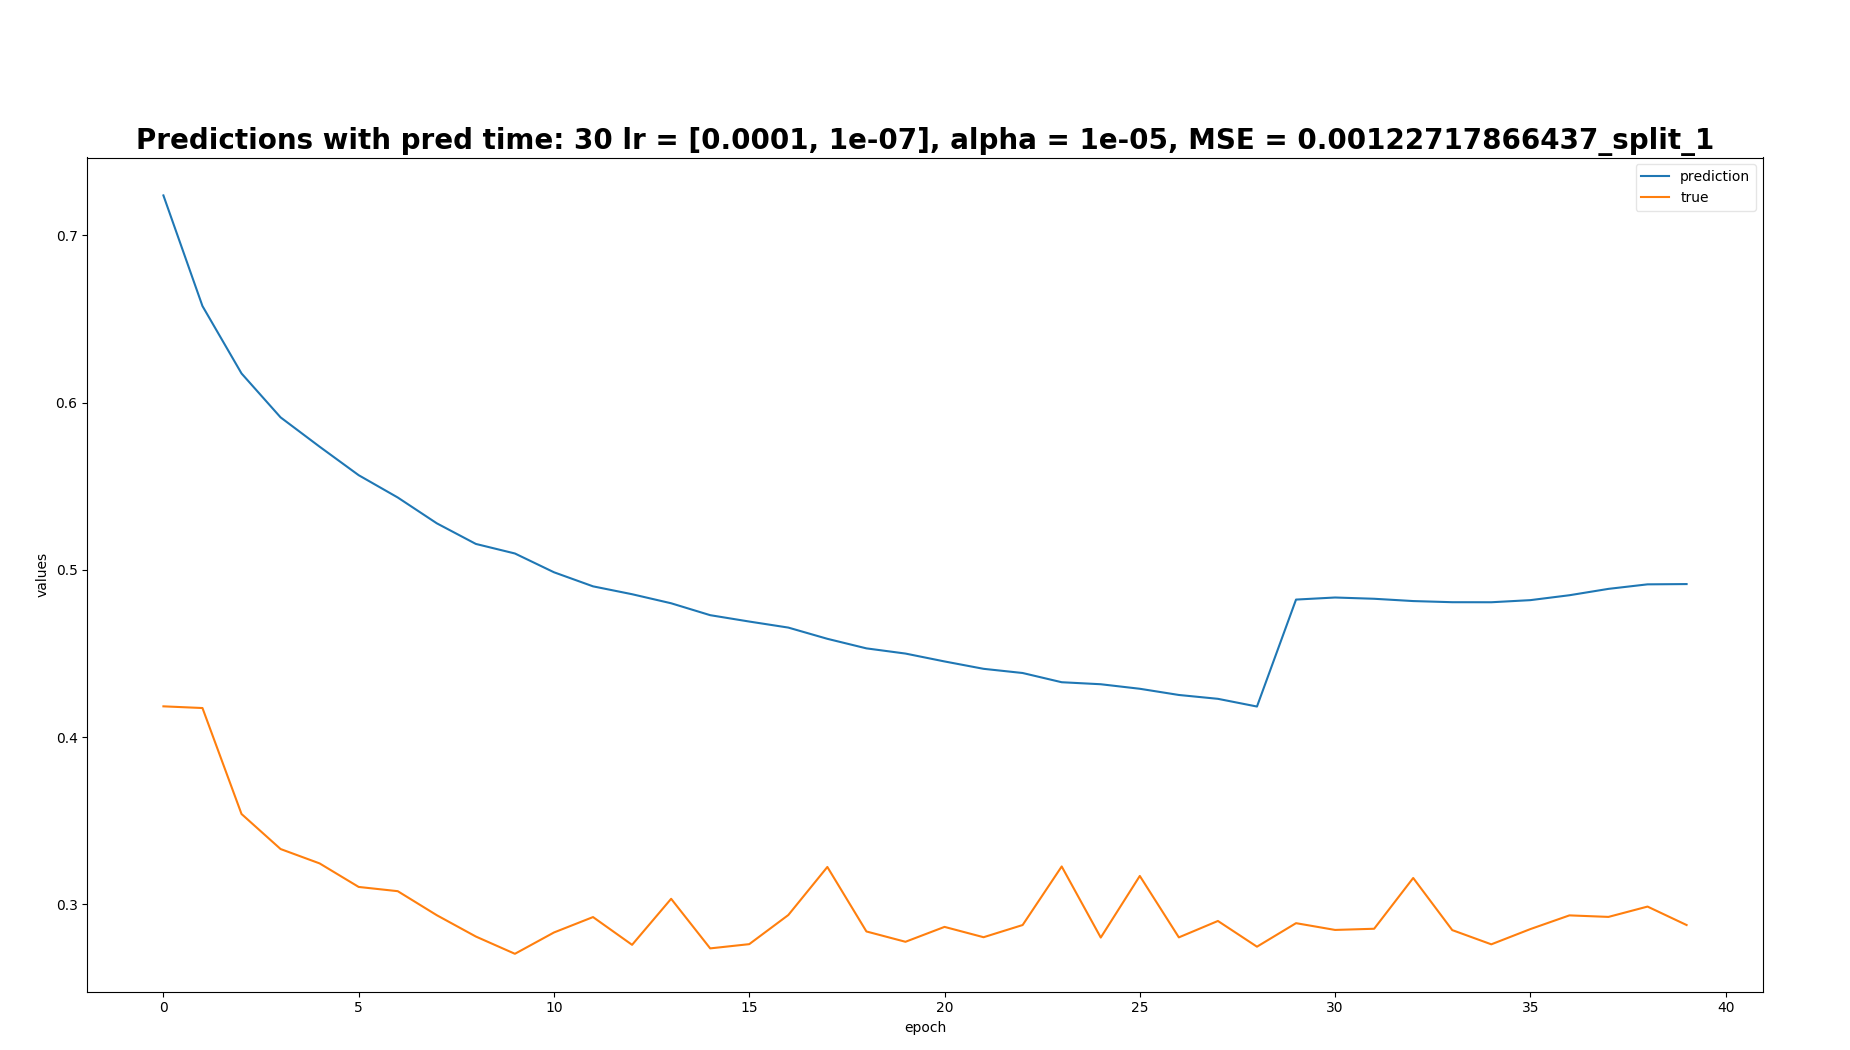 Predictions with pred time: 30 lr = [0.0001, 1e-07], alpha = 1e-05, MSE = 0.00122717866437_split_1
prediction
true
0.7
0.6
0.5
0.4
0.3
values
0 5 10 15 20 25 30 35 40
epoch